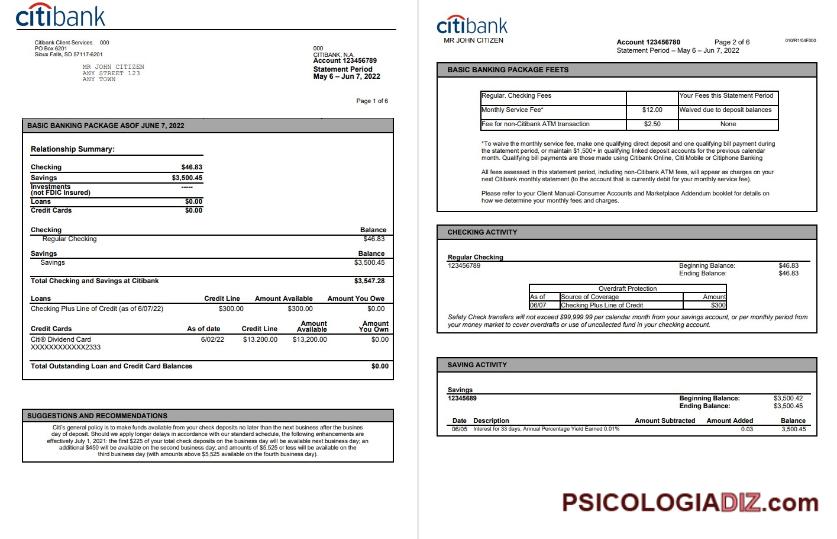 citibank
Citibank Client Services 000
PO Box 6201
Sioux Falls, SO 57117-6201
MR JOHN CITIZEN
ANY STREET 123
ANY TOWN
000
CITIBANK, N.A.
Account 123456789
Statement Period
May 6 – Jun 7, 2022
Page 1 of 6
BASIC BANKING PACKAGE ASOF JUNE 7, 2022
Relationship Summary:
Checking $46.83
Savings $3,500.45
Investments -----
(not FDIC Insured)
Loans $0.00
Credit Cards $0.00
Checking Balance
Regular Checking $46.83
Savings Balance
Savings $3,500.45
Total Checking and Savings at Citibank $3,547.28
Loans Credit Line Amount Available Amount You Owe
Checking Plus Line of Credit (as of 6/07/22) $300.00 $300.00 $0.00
Credit Cards As of date Credit Line Amount Available Amount You Own
Citi® Dividend Card 6/02/22 $13,200.00 $13,200.00 $0.00
XXXXXXXXXXXX2333
Total Outstanding Loan and Credit Card Balances $0.00
SUGGESTIONS AND RECOMMENDATIONS
Citi's general policy is to make funds available from your check deposits no later than the next business after the busines
day of deposit. Should we apply longer delays in accordance with our standard schedule, the following enhancements are
effectively July 1, 2021: the first $225 of your total check deposits on the business day will be available next business day; an
additional $450 will be available on the second business day; and amounts of $5,525 or less will be available on the
third business day (with amounts above $5,525 available on the fourth business day).
citibank
MR JOHN CITIZEN
Account 123456780 Page 2 of 6
Statement Period – May 6 – Jun 7, 2022
BASIC BANKING PACKAGE FEETS
Regular, Checking Fees Your Fees this Statement Period
Monthly Service Fee* $12.00 Waived due to deposit balances
Fee for non-Citibank ATM transaction $2.50 None
*To waive the monthly service fee, make one qualifying direct deposit and one qualifying bill payment during
the statement period, or maintain $1,500+ in qualifying linked deposit accounts for the previous calendar
month. Qualifying bill payments are those made using Citibank Online, Citi Mobile or Citiphone Banking
All fees assessed in this statement period, including non-Citibank ATM fees, will appear as charges on your
next Citibank monthly statement (to the account that is currently debit for your monthly service fee).
Please refer to your Client Manual-Consumer Accounts and Marketplace Addendum booklet for details on
how we determine your monthly fees and charges.
CHECKING ACTIVITY
Regular Checking
123456789 Beginning Balance: $46.83
Ending Balance: $46.83
Overdraft Protection
As of Source of Coverage Amount
06/07 Checking Plus Line of Credit $300
Safety Check transfers will not exceed $99,999.99 per calendar month from your savings account, or per monthly period from
your money market to cover overdrafts or use of uncollected fund in your checking account.
SAVING ACTIVITY
Savings
12345689 Beginning Balance: $3,500.42
Ending Balance: $3,500.45
Date Description Amount Subtracted Amount Added Balance
06/05 Interest for 33 days, Annual Percentage Yield Earned 0.01% 0.03 3,500.45
PSICOLOGIADIZ.com